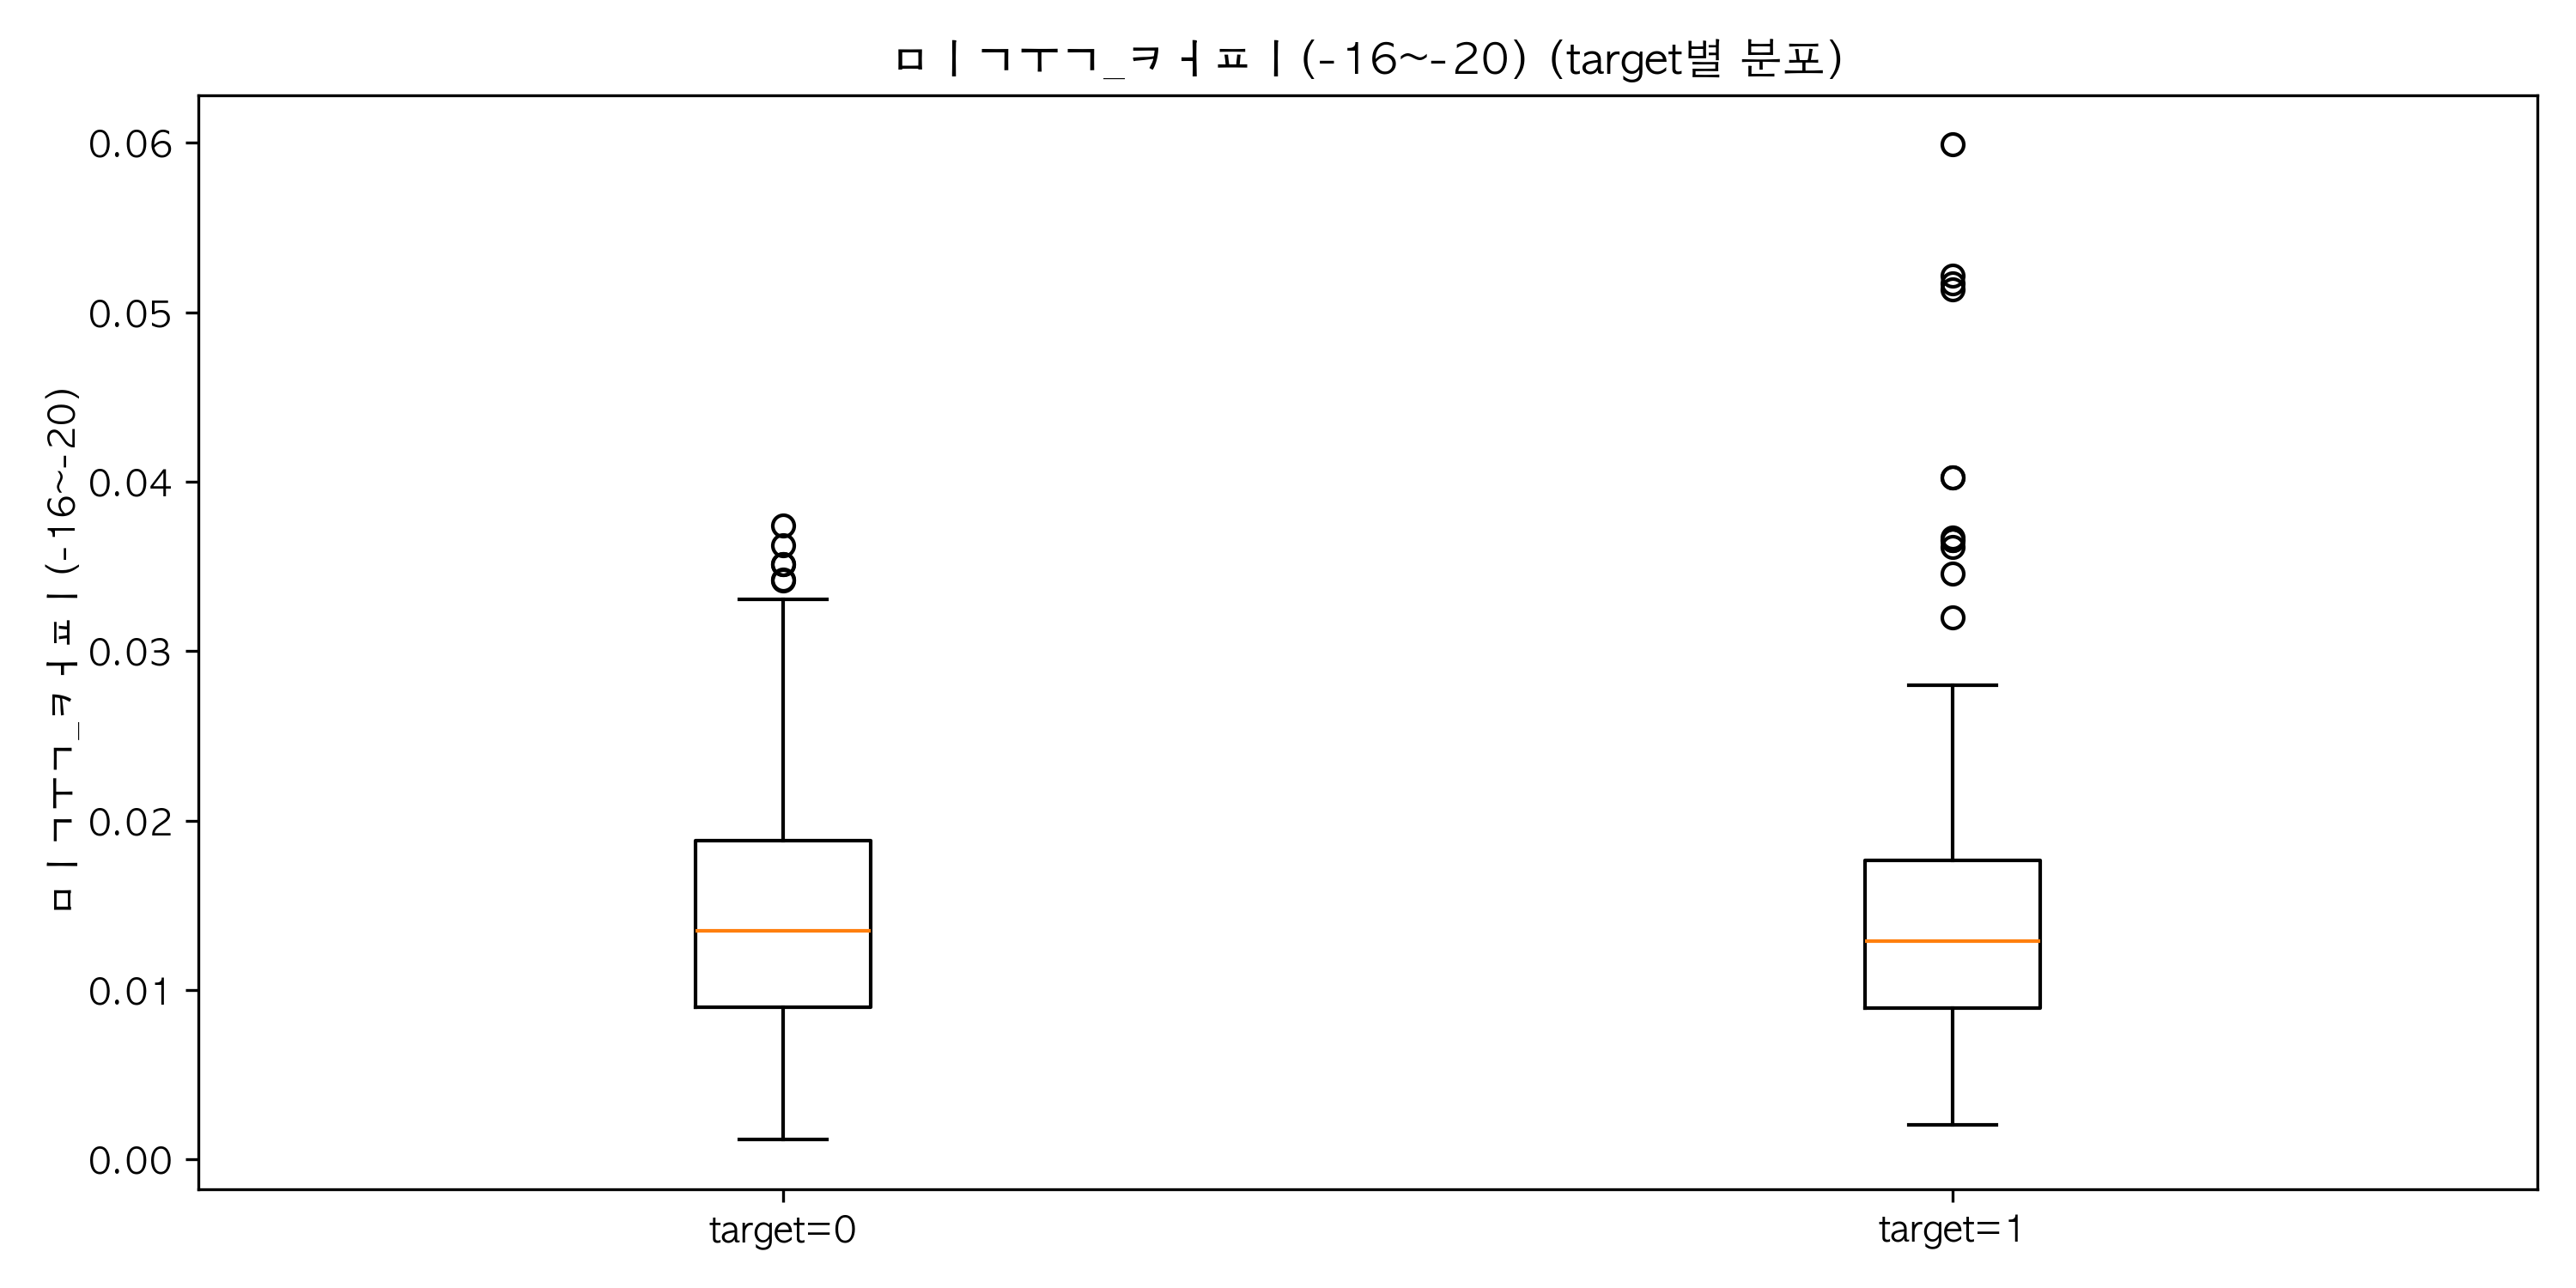 ㅁㅣㄱㅜㄱ_ㅋㅓㅍㅣ(-16~-20) (target별 분포)
ㅁㅣㄱㅜㄱ_ㅋㅓㅍㅣ(-16~-20)
0.06
0.05
0.04
0.03
0.02
0.01
0.00
target=0
target=1